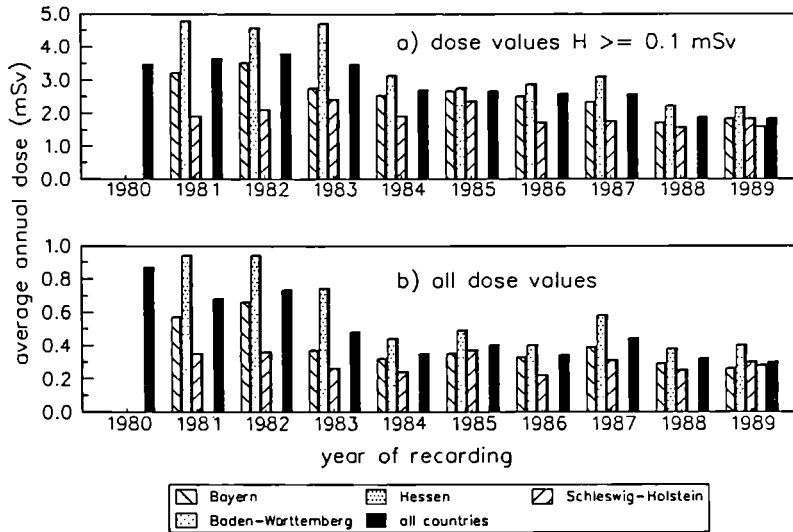 5.0
4.0
3.0
2.0
1.0
0.0
a) dose values H >= 0.1 mSv
1980 1981 1982 1983 1984 1985 1986 1987 1988 1989
average annual dose (mSv)
1.0
0.8
0.6
0.4
0.2
0.0
b) all dose values
1980 1981 1982 1983 1984 1985 1986 1987 1988 1989
year of recording
Bayern Hessen Schleswig-Holstein
Baden-Warttemberg all countries